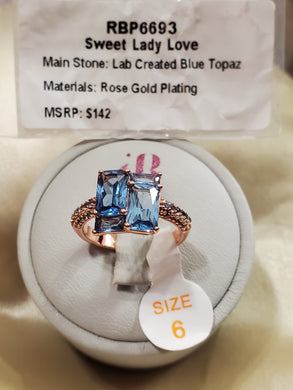 RBP6693
Sweet Lady Love
Main Stone: Lab Created Blue Topaz
Materials: Rose Gold Plating
MSRP: $142
SIZE
6